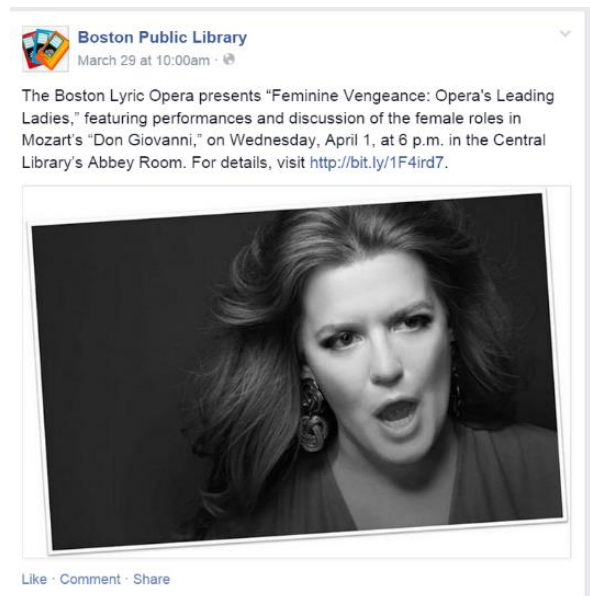 Boston Public Library
March 29 at 10:00am ·
The Boston Lyric Opera presents “Feminine Vengeance: Opera's Leading
Ladies,” featuring performances and discussion of the female roles in
Mozart’s “Don Giovanni,” on Wednesday, April 1, at 6 p.m. in the Central
Library’s Abbey Room. For details, visit http://bit.ly/1F4ird7.
Like · Comment · Share